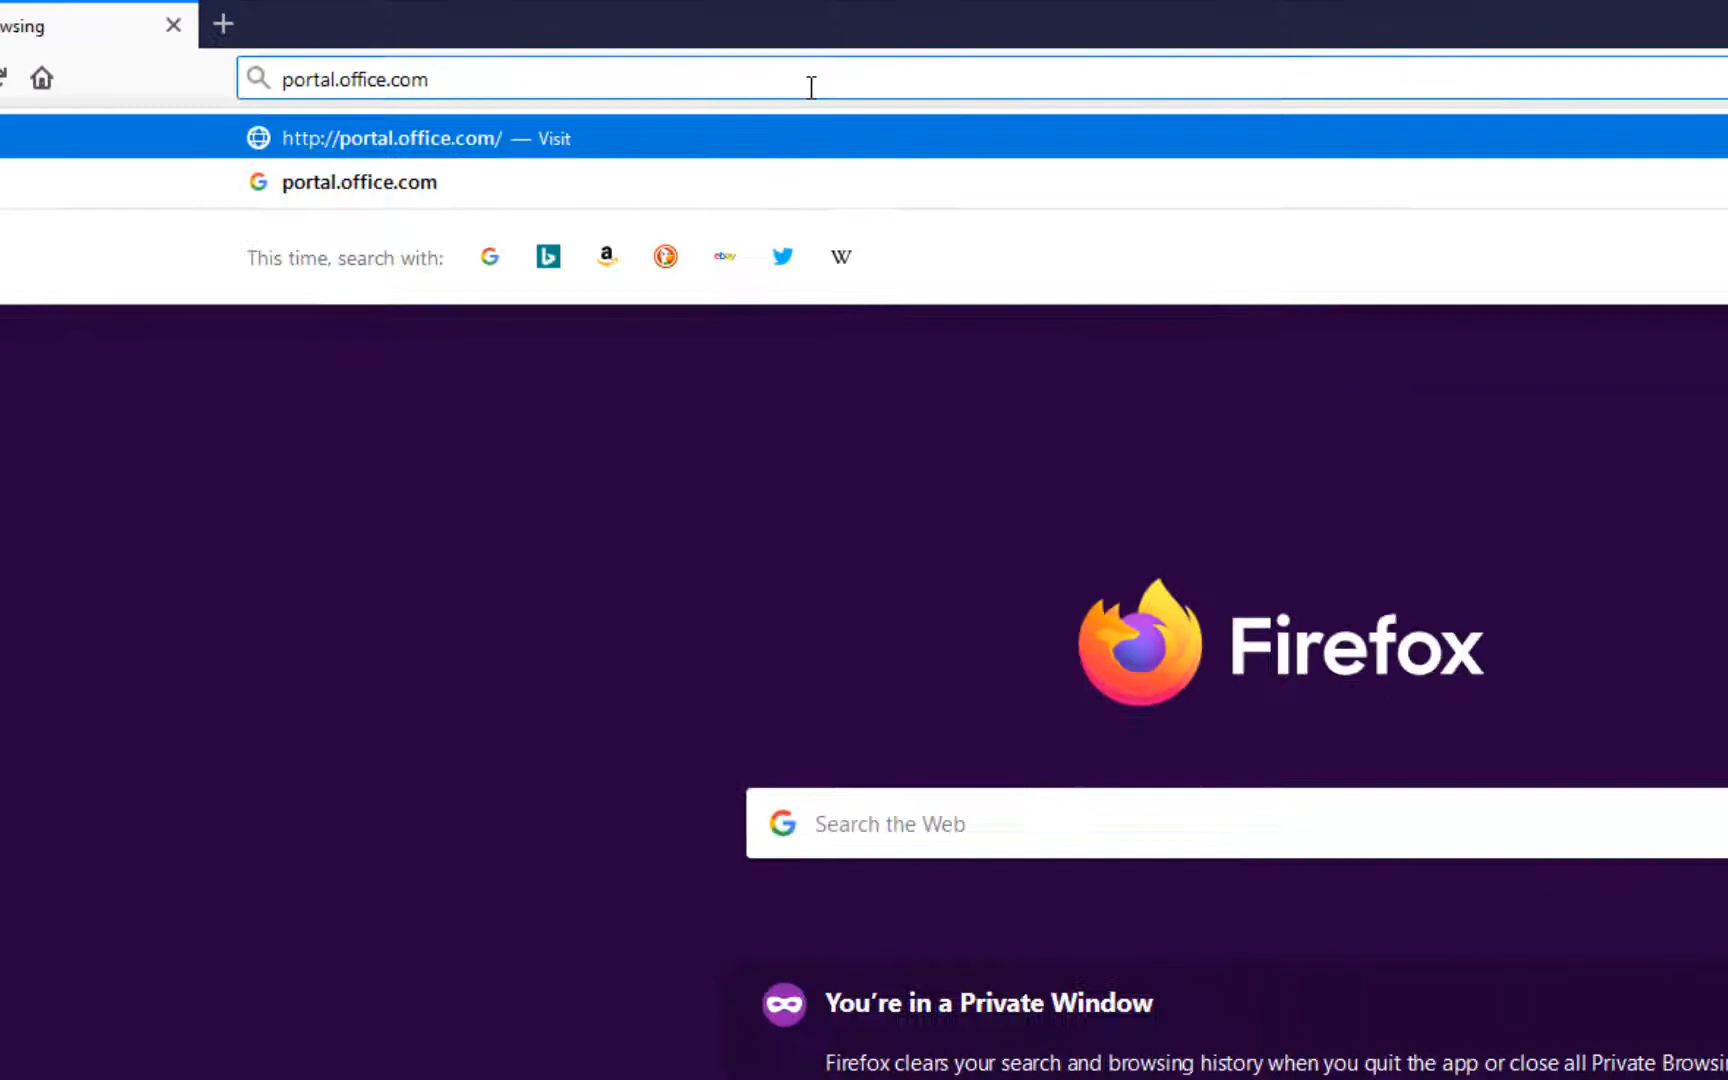 wsing
portal.office.com
http://portal.office.com/ — Visit
portal.office.com
This time, search with:
ebay
W
Firefox
Search the Web
You're in a Private Window
Firefox clears your search and browsing history when you quit the app or close all Private Browsi